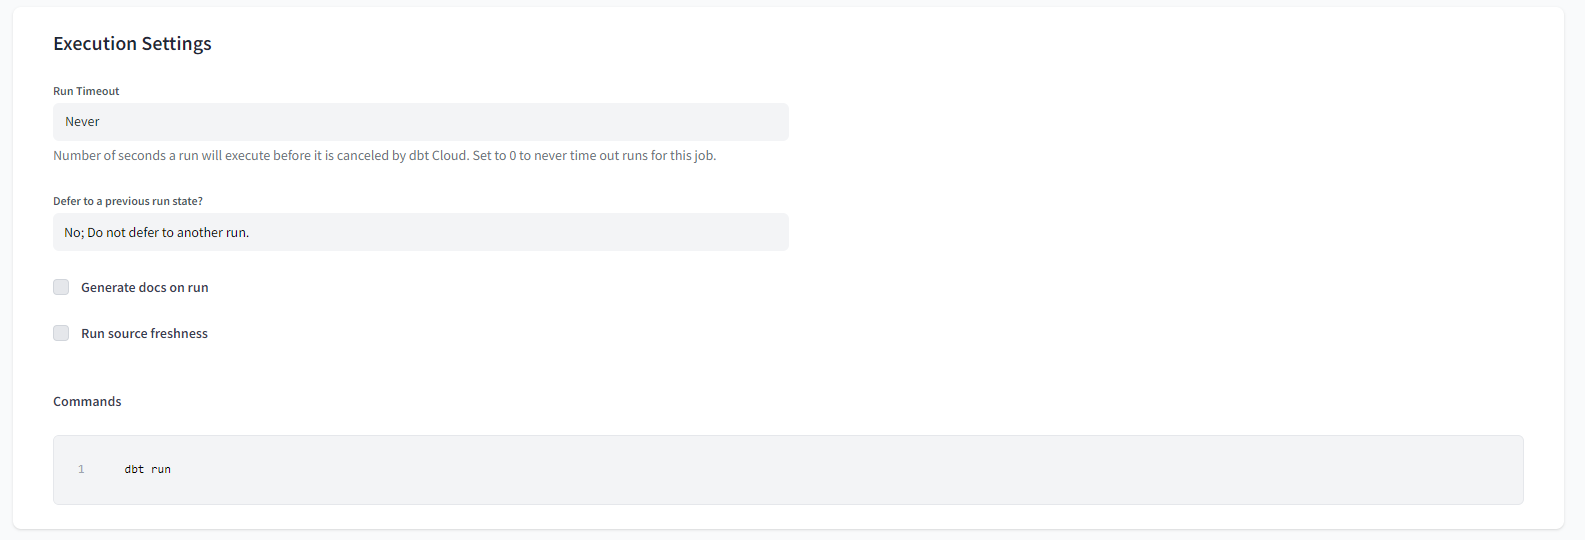 Execution Settings
Run Timeout
Never
Number of seconds a run will execute before it is canceled by dbt Cloud. Set to 0 to never time out runs for this job.
Defer to a previous run state?
No; Do not defer to another run.
Generate docs on run
Run source freshness
Commands
1 dbt run